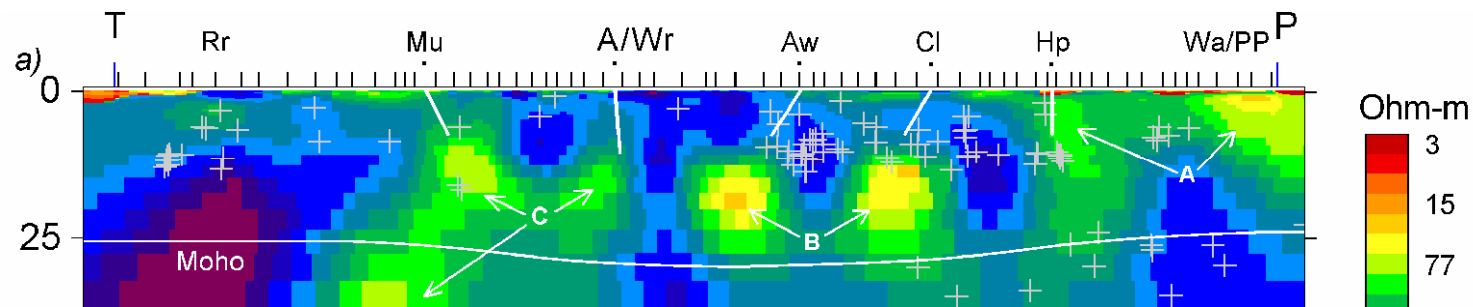 T Rr Mu A/Wr Aw Cl Hp Wa/PP P
a)
0
25
Moho
C
B
A
Ohm-m
3
15
77